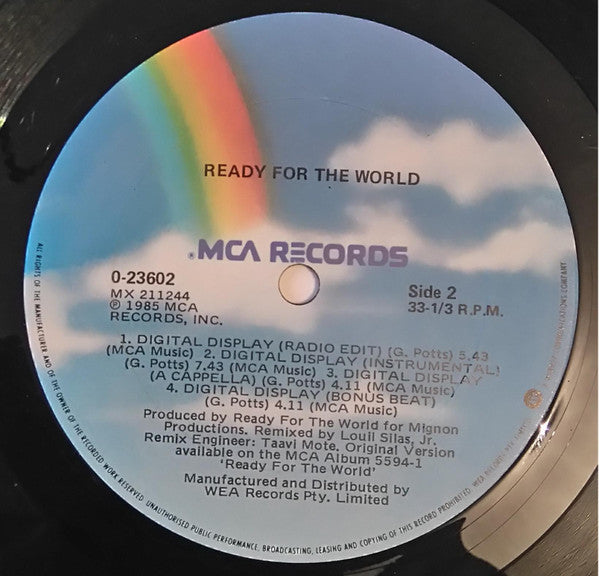 READY FOR THE WORLD
®MCA RECORDS
0-23602
MX 211244
Ⓟ 1985 MCA
RECORDS, INC.
Side 2
33-1/3 R.P.M.
1. DIGITAL DISPLAY (RADIO EDIT) (G. Potts) 5.43
(MCA Music) 2. DIGITAL DISPLAY (INSTRUMENTAL)
(G. Potts) 7.43 (MCA Music) 3. DIGITAL DISPLAY
(A CAPPELLA) (G. Potts) 4.11 (MCA Music)
4. DIGITAL DISPLAY (BONUS BEAT)
(G. Potts) 4.11 (MCA Music)
Produced by Ready For The World for Mignon
Productions. Remixed by Louil Silas, Jr.
Remix Engineer: Taavi Mote. Original Version
available on the MCA Album 5594-1
'Ready For The World'
Manufactured and Distributed by
WEA Records Pty. Limited
ALL RIGHTS OF THE MANUFACTURER AND OF THE OWNER OF THE RECORDED WORK RESERVED. UNAUTHORISED PUBLIC PERFORMANCE, BROADCASTING, LEASING AND COPYING OF THIS RECORD PROHIBITED. WEA RECORDS PTY. LIMITED